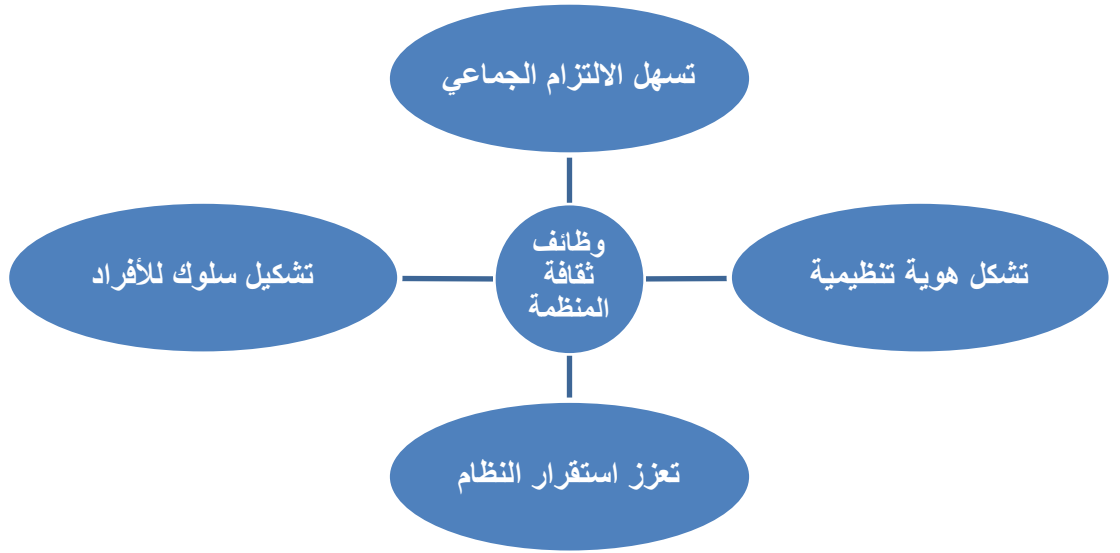 تسهل الالتزام الجماعي
وظائف
ثقافة
المنظمة
تشكل هوية تنظيمية
تشكيل سلوك للأفراد
تعزز استقرار النظام